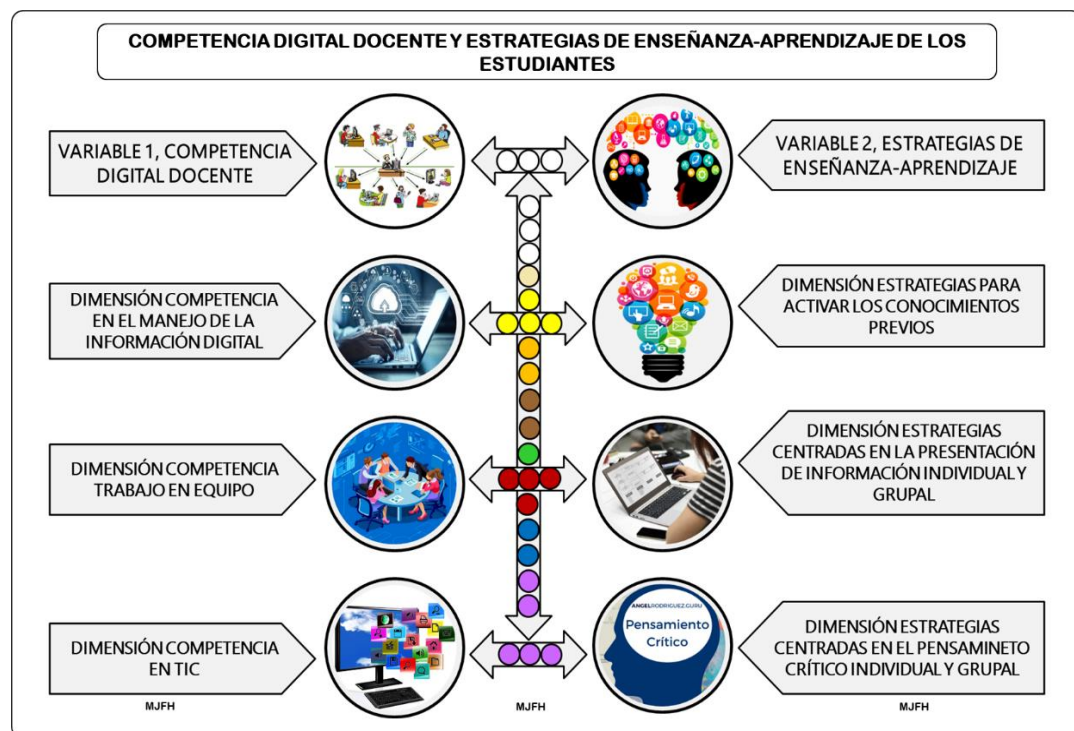 COMPETENCIA DIGITAL DOCENTE Y ESTRATEGIAS DE ENSEÑANZA-APRENDIZAJE DE LOS
ESTUDIANTES
VARIABLE 1, COMPETENCIA
DIGITAL DOCENTE
VARIABLE 2, ESTRATEGIAS DE
ENSEÑANZA-APRENDIZAJE
DIMENSIÓN COMPETENCIA
EN EL MANEJO DE LA
INFORMACIÓN DIGITAL
DIMENSIÓN ESTRATEGIAS PARA
ACTIVAR LOS CONOCIMIENTOS
PREVIOS
DIMENSIÓN COMPETENCIA
TRABAJO EN EQUIPO
DIMENSIÓN ESTRATEGIAS
CENTRADAS EN LA PRESENTACIÓN
DE INFORMACIÓN INDIVIDUAL Y
GRUPAL
DIMENSIÓN COMPETENCIA
EN TIC
ANGELRODRIGUEZ.GURU
Pensamiento
Crítico
DIMENSIÓN ESTRATEGIAS
CENTRADAS EN EL PENSAMINETO
CRÍTICO INDIVIDUAL Y GRUPAL
MJFH
MJFH
MJFH